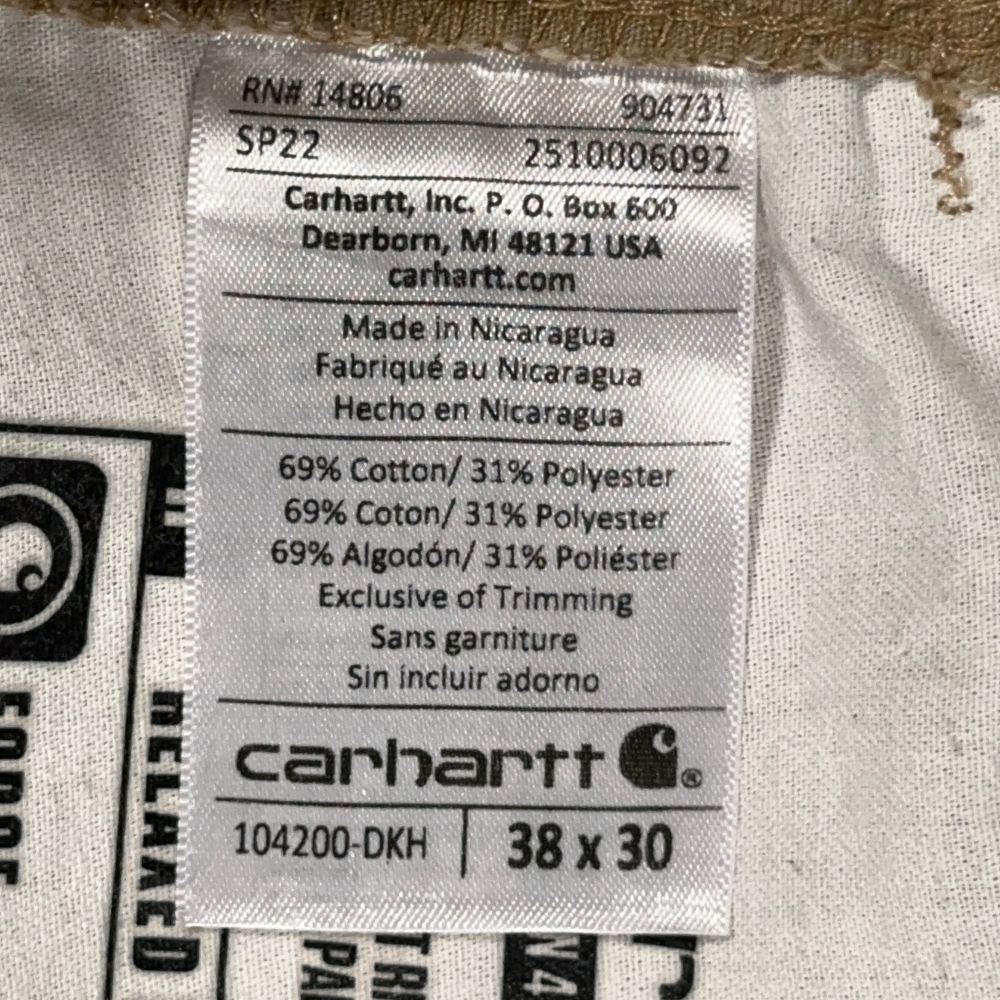 RN# 14806 904731
SP22 2510006092
Carhartt, Inc. P. O. Box 600
Dearborn, MI 48121 USA
carhartt.com
Made in Nicaragua
Fabriqué au Nicaragua
Hecho en Nicaragua
69% Cotton/ 31% Polyester
69% Coton/ 31% Polyester
69% Algodón/ 31% Poliéster
Exclusive of Trimming
Sans garniture
Sin incluir adorno
carhartt ®
104200-DKH | 38 x 30
RELAXED